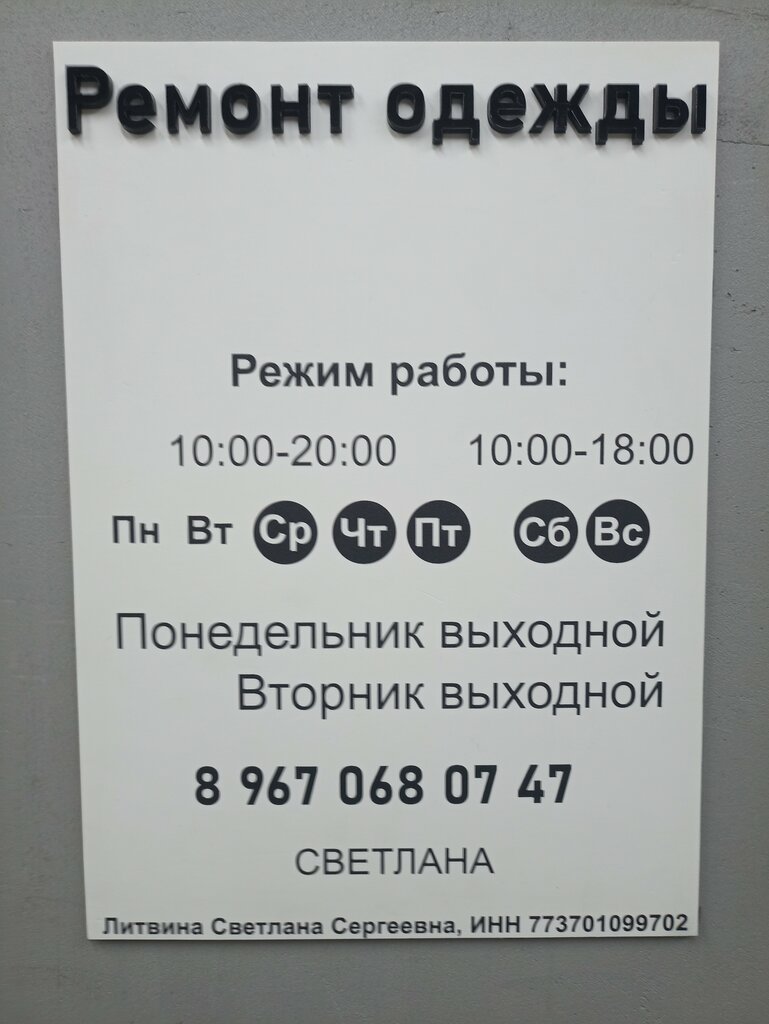 Ремонт одежды
Режим работы:
10:00-20:00 10:00-18:00
Пн Вт Ср Чт Пт Сб Вс
Понедельник выходной
Вторник выходной
8 967 068 07 47
СВЕТЛАНА
Литвина Светлана Сергеевна, ИНН 773701099702